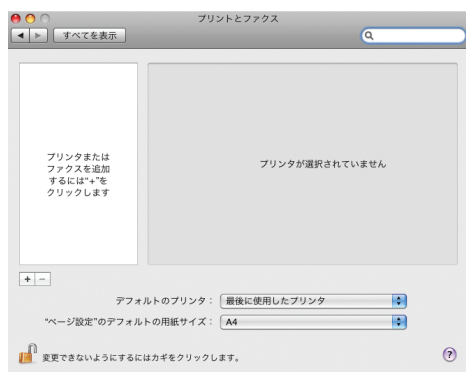 プリントとファクス
すべてを表示
プリンタまたは
ファクスを追加
するには“+”を
クリックします
プリンタが選択されていません
+ −
デフォルトのプリンタ： 最後に使用したプリンタ
“ページ設定”のデフォルトの用紙サイズ： A4
変更できないようにするにはカギをクリックします。
?